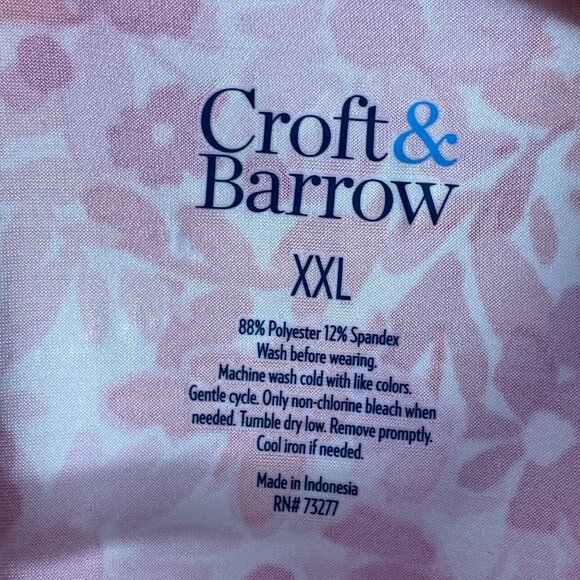 Croft&
Barrow
XXL
88% Polyester 12% Spandex
Wash before wearing.
Machine wash cold with like colors.
Gentle cycle. Only non-chlorine bleach when
needed. Tumble dry low. Remove promptly.
Cool iron if needed.
Made in Indonesia
RN# 73277